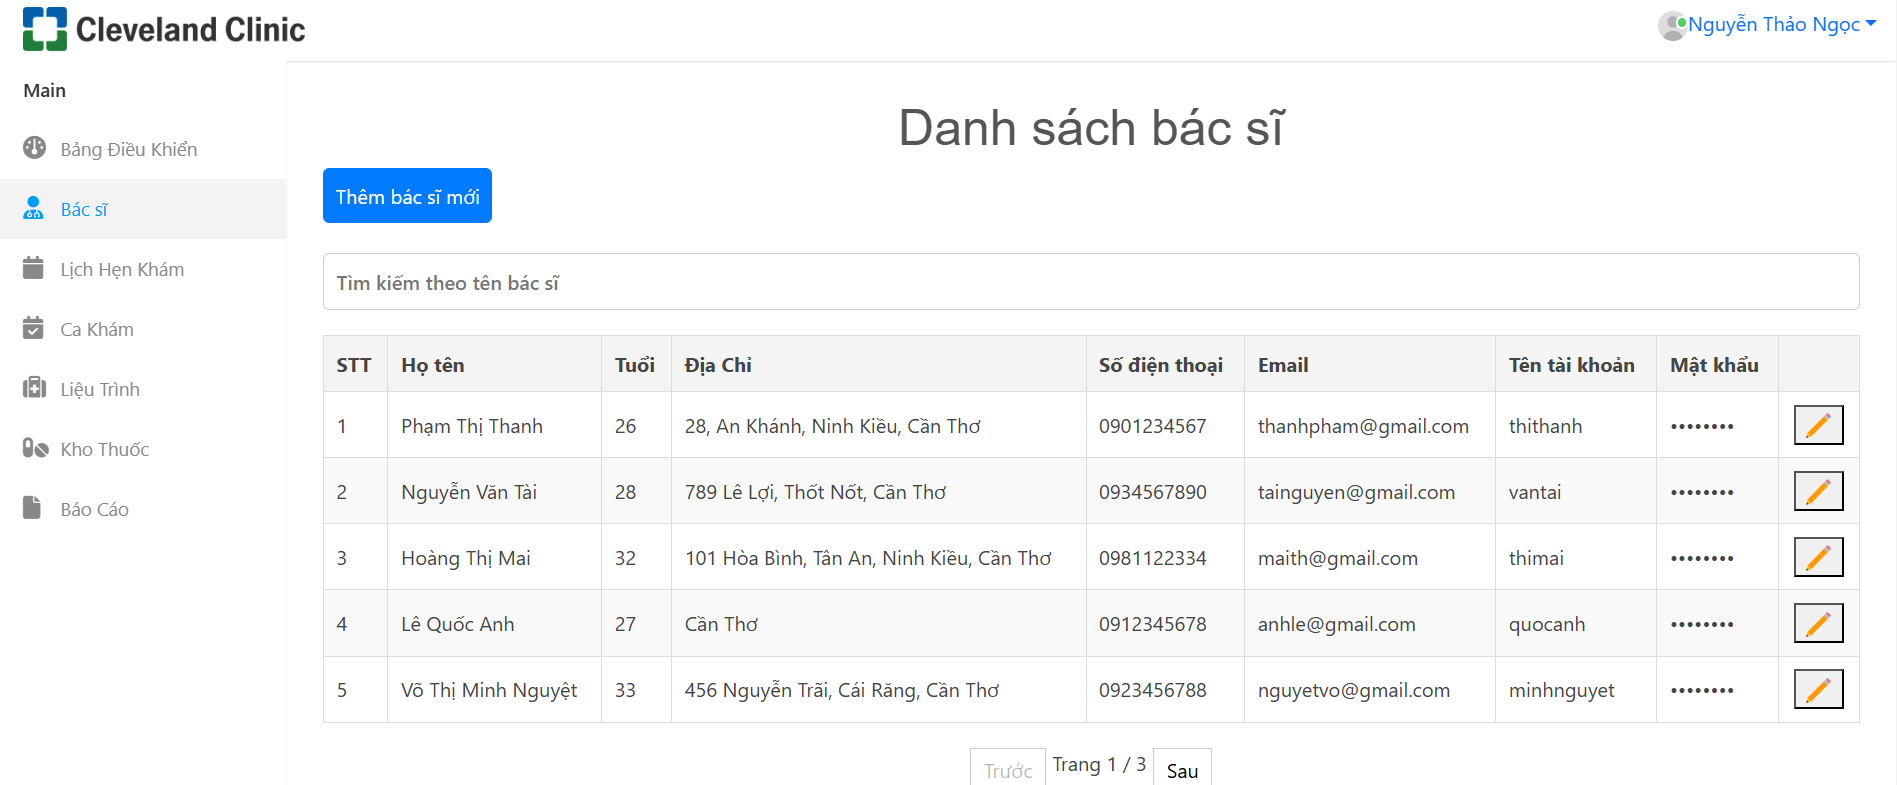 Cleveland Clinic
Nguyễn Thảo Ngọc
Main
Bảng Điều Khiển
Bác sĩ
Lịch Hẹn Khám
Ca Khám
Liệu Trình
Kho Thuốc
Báo Cáo
Danh sách bác sĩ
Thêm bác sĩ mới
Tìm kiếm theo tên bác sĩ
STT Họ tên Tuổi Địa Chỉ Số điện thoại Email Tên tài khoản Mật khẩu
1 Phạm Thị Thanh 26 28, An Khánh, Ninh Kiều, Cần Thơ 0901234567 thanhpham@gmail.com thithanh ••••••••
2 Nguyễn Văn Tài 28 789 Lê Lợi, Thốt Nốt, Cần Thơ 0934567890 tainguyen@gmail.com vantai ••••••••
3 Hoàng Thị Mai 32 101 Hòa Bình, Tân An, Ninh Kiều, Cần Thơ 0981122334 maith@gmail.com thimai ••••••••
4 Lê Quốc Anh 27 Cần Thơ 0912345678 anhle@gmail.com quocanh ••••••••
5 Võ Thị Minh Nguyệt 33 456 Nguyễn Trãi, Cái Răng, Cần Thơ 0923456788 nguyetvo@gmail.com minhnguyet ••••••••
Trước Trang 1 / 3 Sau